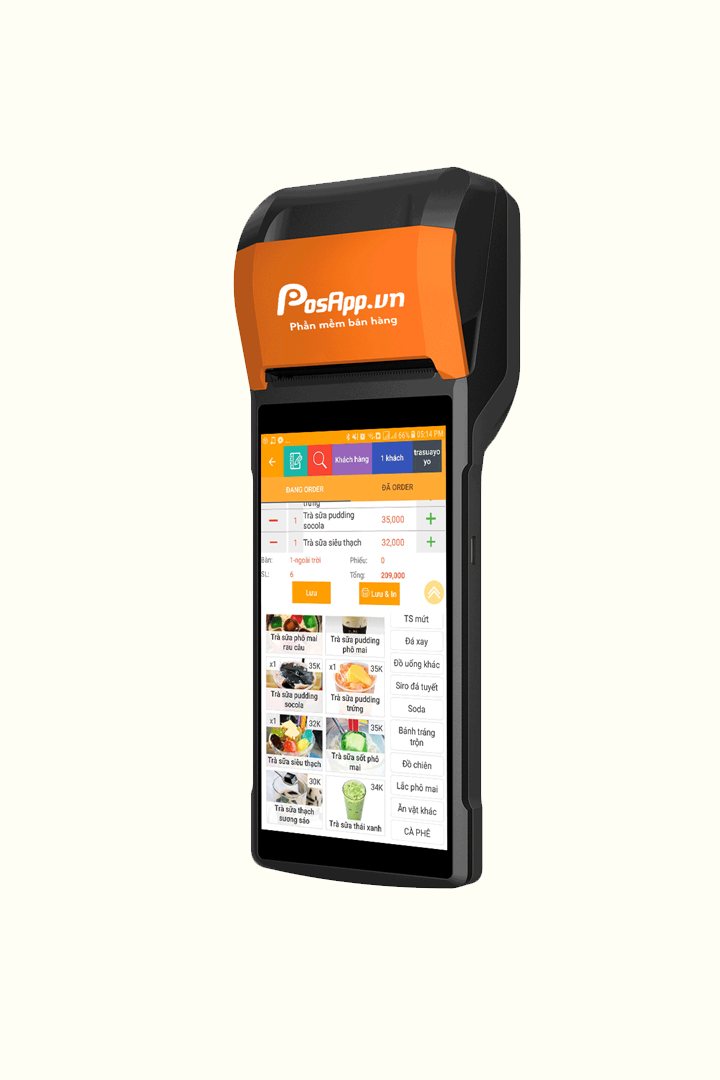 PosApp.vn
Phần mềm bán hàng
66% 05:14 PM
Khách hàng
1 khách
trasuayo
yo
ĐANG ORDER
ĐÃ ORDER
trứng
1 Trà sữa pudding
socola
35,000
1 Trà sữa siêu thạch 32,000
Bàn: 1-ngoài trời Phiếu: 0
SL: 6 Tổng: 209,000
Lưu
Lưu & In
Trà sữa phô mai
rau câu
Trà sữa pudding
phô mai
x1 35K
Trà sữa pudding
socola
x1 35K
Trà sữa pudding
trứng
x1 32K
Trà sữa siêu thạch
35K
Trà sữa sốt phô
mai
30K
Trà sữa thạch
sương sáo
34K
Trà sữa thái xanh
TS mứt
Đá xay
Đồ uống khác
Siro đá tuyết
Soda
Bánh tráng
trộn
Đồ chiên
Lắc phô mai
Ăn vặt khác
CÀ PHÊ